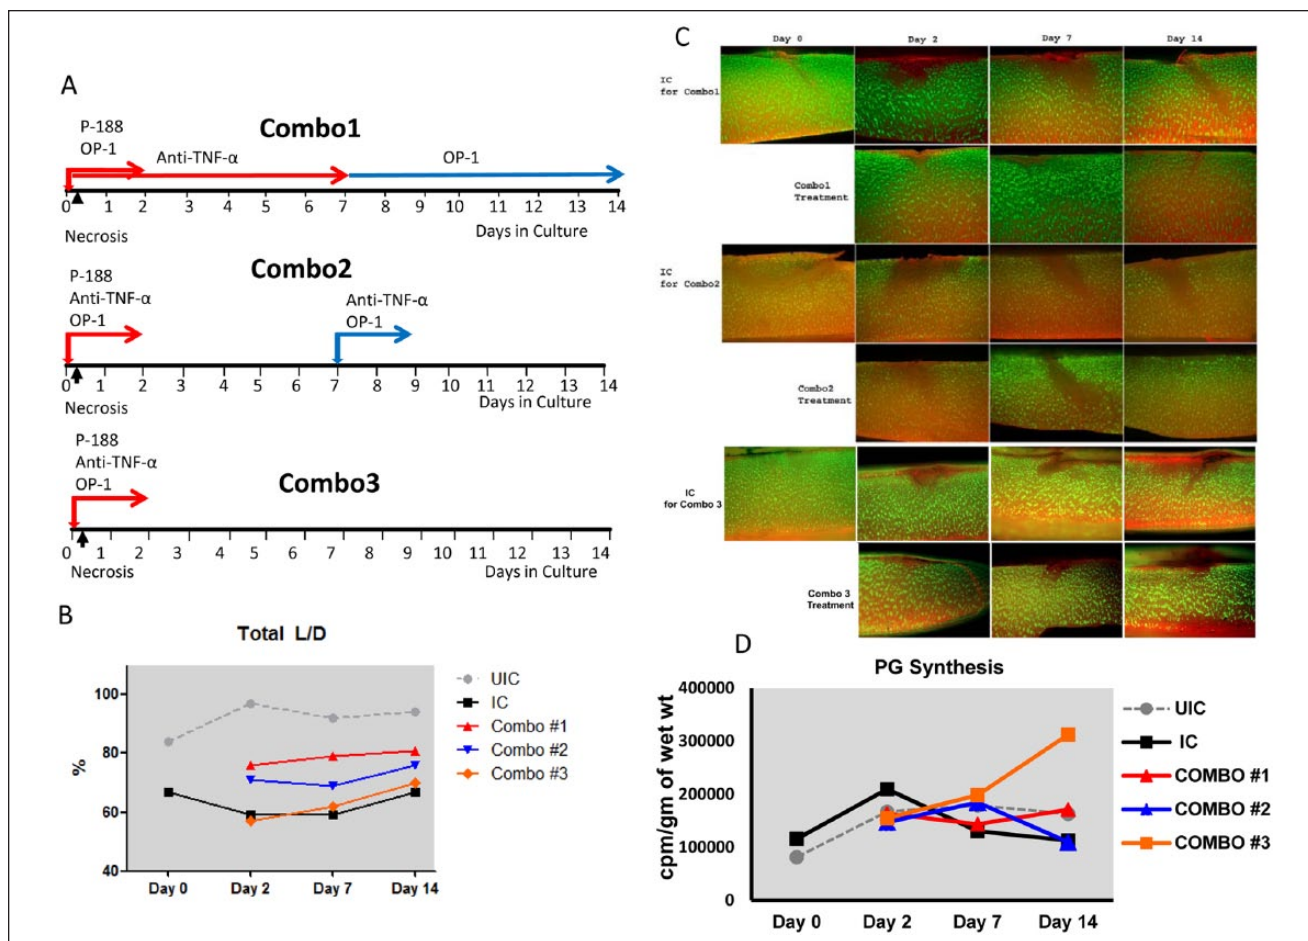 A
P-188
OP-1
Combo1
Anti-TNF-α
OP-1
0 1 2 3 4 5 6 7 8 9 10 11 12 13 14
Necrosis
Days in Culture
Combo2
P-188
Anti-TNF-α
OP-1
Anti-TNF-α
OP-1
0 1 2 3 4 5 6 7 8 9 10 11 12 13 14
Necrosis
Days in Culture
P-188
Anti-TNF-α
OP-1
Combo3
0 1 2 3 4 5 6 7 8 9 10 11 12 13 14
Necrosis
Days in Culture
B
Total L/D
%
100
80
60
40
Day 0 Day 2 Day 7 Day 14
UIC
IC
Combo #1
Combo #2
Combo #3
C
Day 0 Day 2 Day 7 Day 14
IC
for Combo1
Combo1
Treatment
IC
for Combo2
Combo2
Treatment
IC
for Combo 3
Combo 3
Treatment
D
PG Synthesis
cpm/gm of wet wt
400000
300000
200000
100000
0
Day 0 Day 2 Day 7 Day 14
UIC
IC
COMBO #1
COMBO #2
COMBO #3